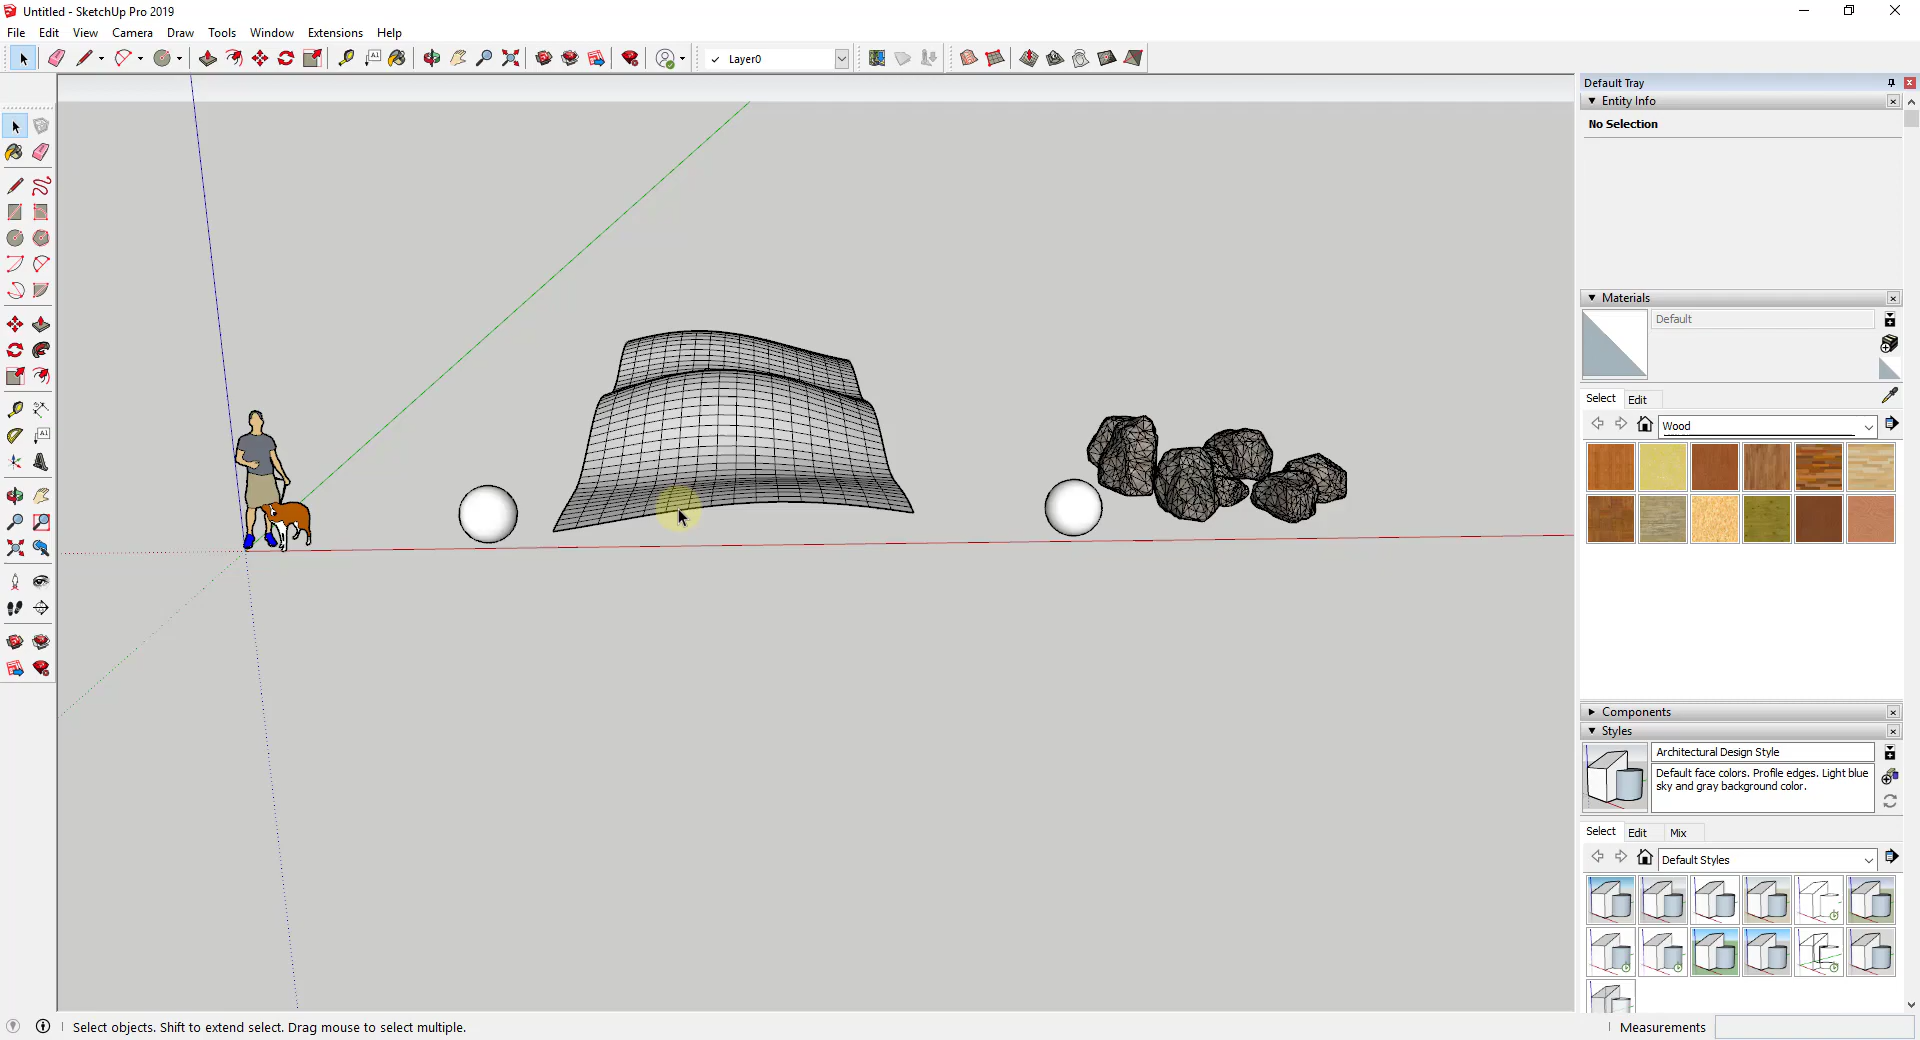 Untitled - SketchUp Pro 2019
File Edit View Camera Draw Tools Window Extensions Help
Layer0
Default Tray
Entity Info
No Selection
Materials
Default
Select Edit
Wood
Components
Styles
Architectural Design Style
Default face colors. Profile edges. Light blue
sky and gray background color.
Select Edit Mix
Default Styles
Select objects. Shift to extend select. Drag mouse to select multiple.
Measurements